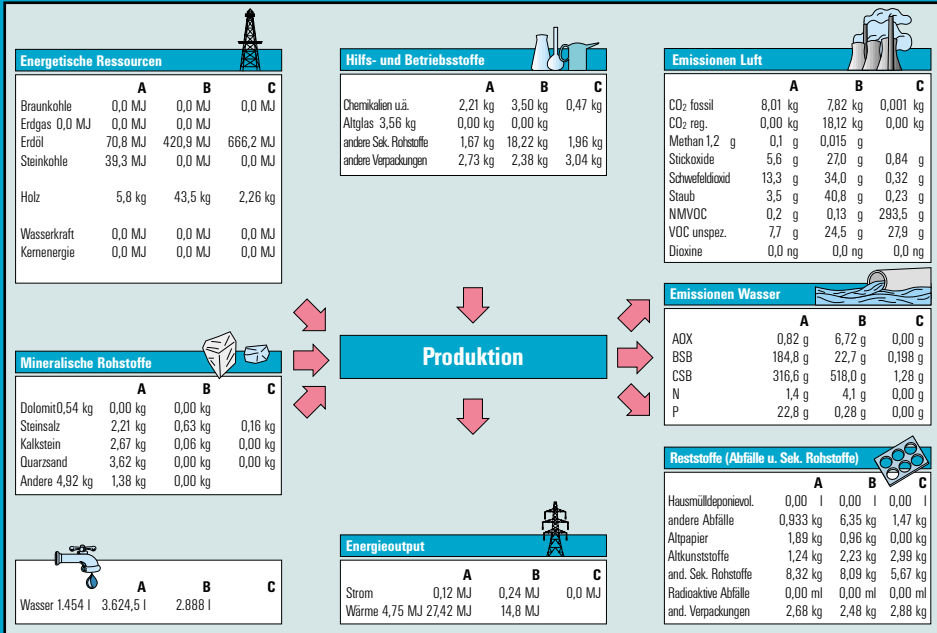 Energetische Ressourcen
A B C
Braunkohle 0,0 MJ 0,0 MJ 0,0 MJ
Erdgas 0,0 MJ 0,0 MJ 0,0 MJ
Erdöl 70,8 MJ 420,9 MJ 666,2 MJ
Steinkohle 39,3 MJ 0,0 MJ 0,0 MJ
Holz 5,8 kg 43,5 kg 2,26 kg
Wasserkraft 0,0 MJ 0,0 MJ 0,0 MJ
Kernenergie 0,0 MJ 0,0 MJ 0,0 MJ
Hilfs- und Betriebsstoffe
A B C
Chemikalien u.ä. 2,21 kg 3,50 kg 0,47 kg
Altglas 3,56 kg 0,00 kg 0,00 kg
andere Sek. Rohstoffe 1,67 kg 18,22 kg 1,96 kg
andere Verpackungen 2,73 kg 2,38 kg 3,04 kg
Emissionen Luft
A B C
CO₂ fossil 8,01 kg 7,82 kg 0,001 kg
CO₂ reg. 0,00 kg 18,12 kg 0,00 kg
Methan 1,2 g 0,1 g 0,015 g
Stickoxide 5,6 g 27,0 g 0,84 g
Schwefeldioxid 13,3 g 34,0 g 0,32 g
Staub 3,5 g 40,8 g 0,23 g
NMVOC 0,2 g 0,13 g 293,5 g
VOC unspez. 7,7 g 24,5 g 27,9 g
Dioxine 0,0 ng 0,0 ng 0,0 ng
Emissionen Wasser
A B C
AOX 0,82 g 6,72 g 0,00 g
BSB 184,8 g 22,7 g 0,198 g
CSB 316,6 g 518,0 g 1,28 g
N 1,4 g 4,1 g 0,00 g
P 22,8 g 0,28 g 0,00 g
Produktion
Mineralische Rohstoffe
A B C
Dolomit0,54 kg 0,00 kg 0,00 kg
Steinsalz 2,21 kg 0,63 kg 0,16 kg
Kalkstein 2,67 kg 0,06 kg 0,00 kg
Quarzsand 3,62 kg 0,00 kg 0,00 kg
Andere 4,92 kg 1,38 kg 0,00 kg
Reststoffe (Abfälle u. Sek. Rohstoffe)
A B C
Hausmülldeponievol. 0,00 l 0,00 l 0,00 l
andere Abfälle 0,933 kg 6,35 kg 1,47 kg
Altpapier 1,89 kg 0,96 kg 0,00 kg
Altkunststoffe 1,24 kg 2,23 kg 2,99 kg
and. Sek. Rohstoffe 8,32 kg 8,09 kg 5,67 kg
Radioaktive Abfälle 0,00 ml 0,00 ml 0,00 ml
and. Verpackungen 2,68 kg 2,48 kg 2,88 kg
A B C
Wasser 1.454 l 3.624,5 l 2.888 l
Energieoutput
A B C
Strom 0,12 MJ 0,24 MJ 0,0 MJ
Wärme 4,75 MJ 27,42 MJ 14,8 MJ